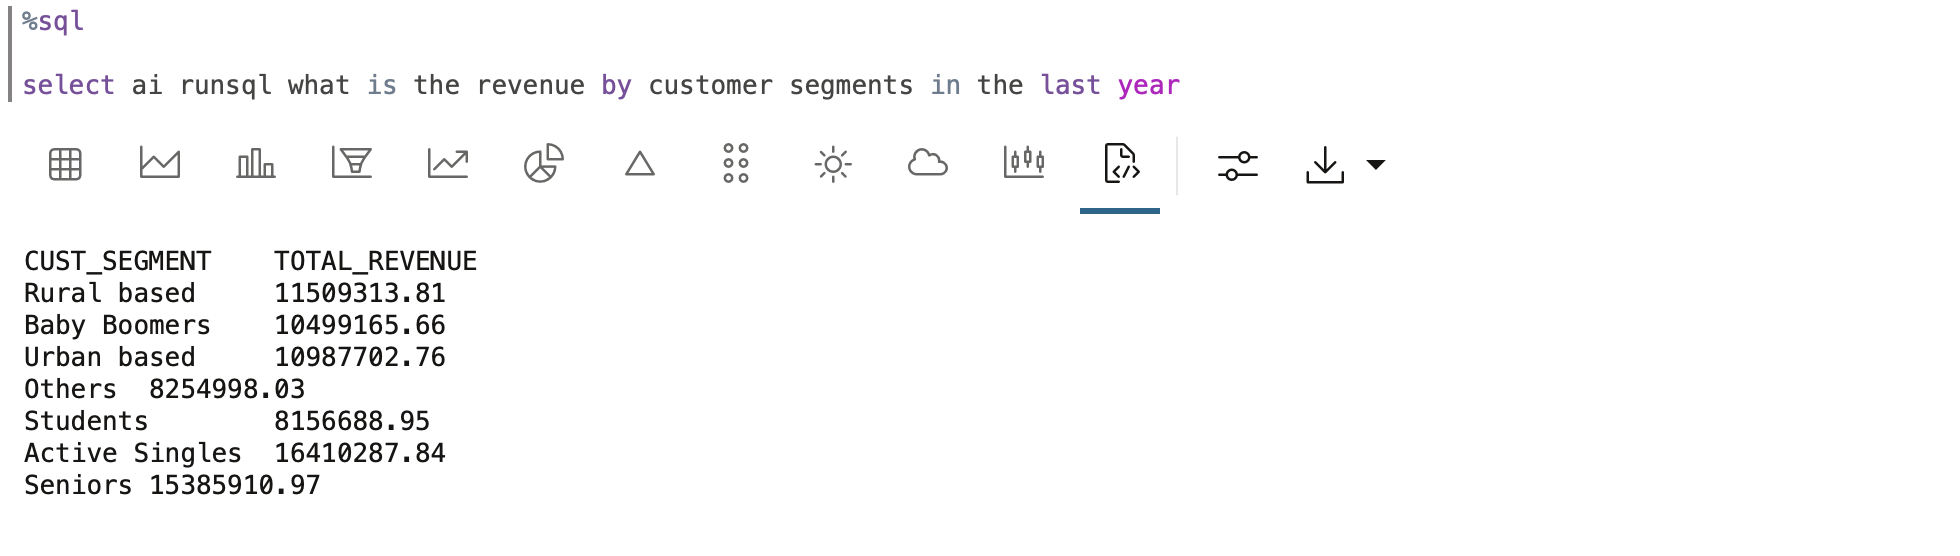 %sql
select ai runsql what is the revenue by customer segments in the last year
CUST_SEGMENT    TOTAL_REVENUE
Rural based     11509313.81
Baby Boomers    10499165.66
Urban based     10987702.76
Others  8254998.03
Students        8156688.95
Active Singles  16410287.84
Seniors 15385910.97